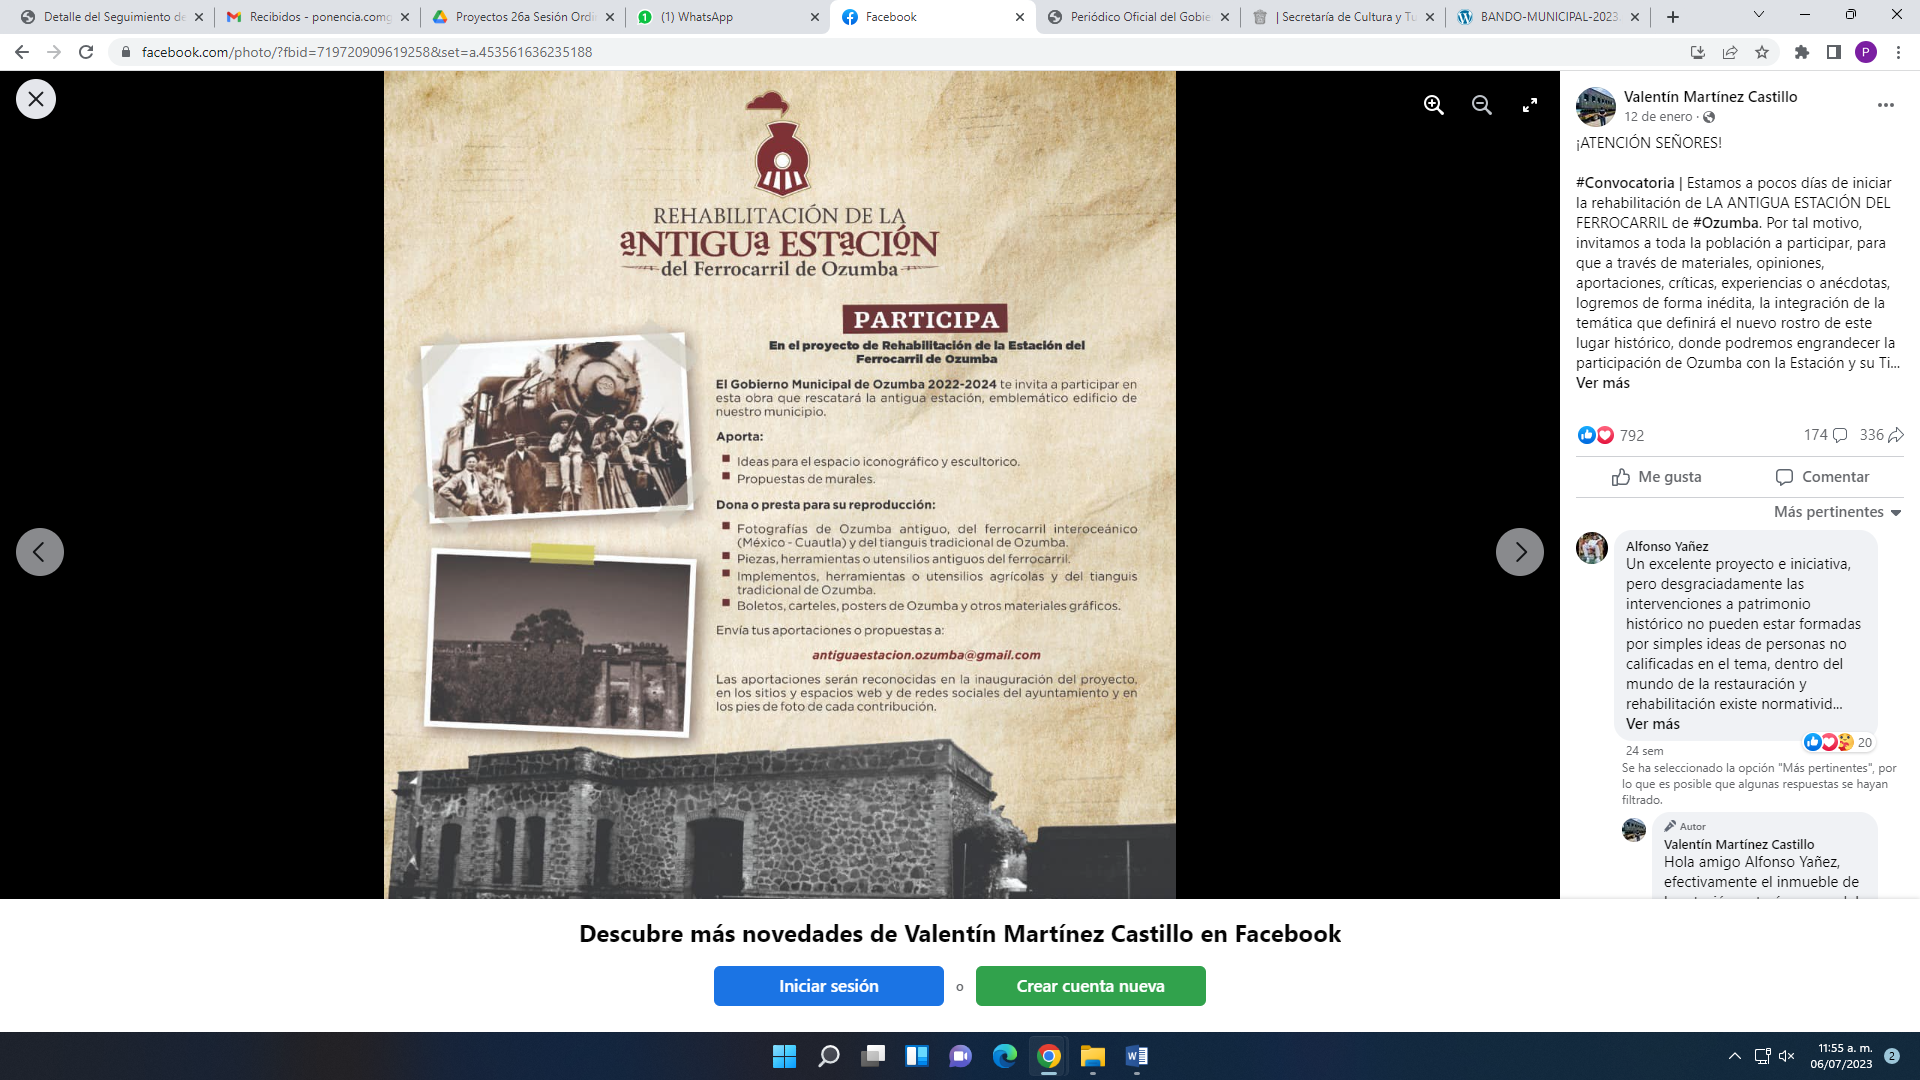 Detalle del Seguimiento de
Recibidos - ponencia.comg
Proyectos 26a Sesión Ordi
(1) WhatsApp
Facebook
Periódico Oficial del Gobie
| Secretaría de Cultura y Tu
BANDO-MUNICIPAL-2023.
facebook.com/photo/?fbid=719720909619258&set=a.453561636235188
P
REHABILITACIÓN DE LA
ANTIGUA ESTACIÓN
del Ferrocarril de Ozumba
PARTICIPA
En el proyecto de Rehabilitación de la Estación del
Ferrocarril de Ozumba
El Gobierno Municipal de Ozumba 2022-2024 te invita a participar en
esta obra que rescatará la antigua estación, emblemático edificio de
nuestro municipio.
Aporta:
Ideas para el espacio iconográfico y escultorico.
Propuestas de murales.
Dona o presta para su reproducción:
Fotografías de Ozumba antiguo, del ferrocarril interoceánico
(México - Cuautla) y del tianguis tradicional de Ozumba.
Piezas, herramientas o utensilios antiguos del ferrocarril.
Implementos, herramientas o utensilios agrícolas y del tianguis
tradicional de Ozumba.
Boletos, carteles, posters de Ozumba y otros materiales gráficos.
Envía tus aportaciones o propuestas a:
antiguaestacion.ozumba@gmail.com
Las aportaciones serán reconocidas en la inauguración del proyecto,
en los sitios y espacios web y de redes sociales del ayuntamiento y en
los pies de foto de cada contribución.
Valentín Martínez Castillo
12 de enero ·
¡ATENCIÓN SEÑORES!
#Convocatoria | Estamos a pocos días de iniciar
la rehabilitación de LA ANTIGUA ESTACIÓN DEL
FERROCARRIL de #Ozumba. Por tal motivo,
invitamos a toda la población a participar, para
que a través de materiales, opiniones,
aportaciones, críticas, experiencias o anécdotas,
logremos de forma inédita, la integración de la
temática que definirá el nuevo rostro de este
lugar histórico, donde podremos engrandecer la
participación de Ozumba con la Estación y su Ti...
Ver más
792
174
336
Me gusta
Comentar
Más pertinentes
Alfonso Yañez
Un excelente proyecto e iniciativa,
pero desgraciadamente las
intervenciones a patrimonio
histórico no pueden estar formadas
por simples ideas de personas no
calificadas en el tema, dentro del
mundo de la restauración y
rehabilitación existe normativid...
Ver más
20
24 sem
Se ha seleccionado la opción "Más pertinentes", por
lo que es posible que algunas respuestas se hayan
filtrado.
Autor
Valentín Martínez Castillo
Hola amigo Alfonso Yañez,
efectivamente el inmueble de
Descubre más novedades de Valentín Martínez Castillo en Facebook
Iniciar sesión
o
Crear cuenta nueva
11:55 a. m.
06/07/2023
2